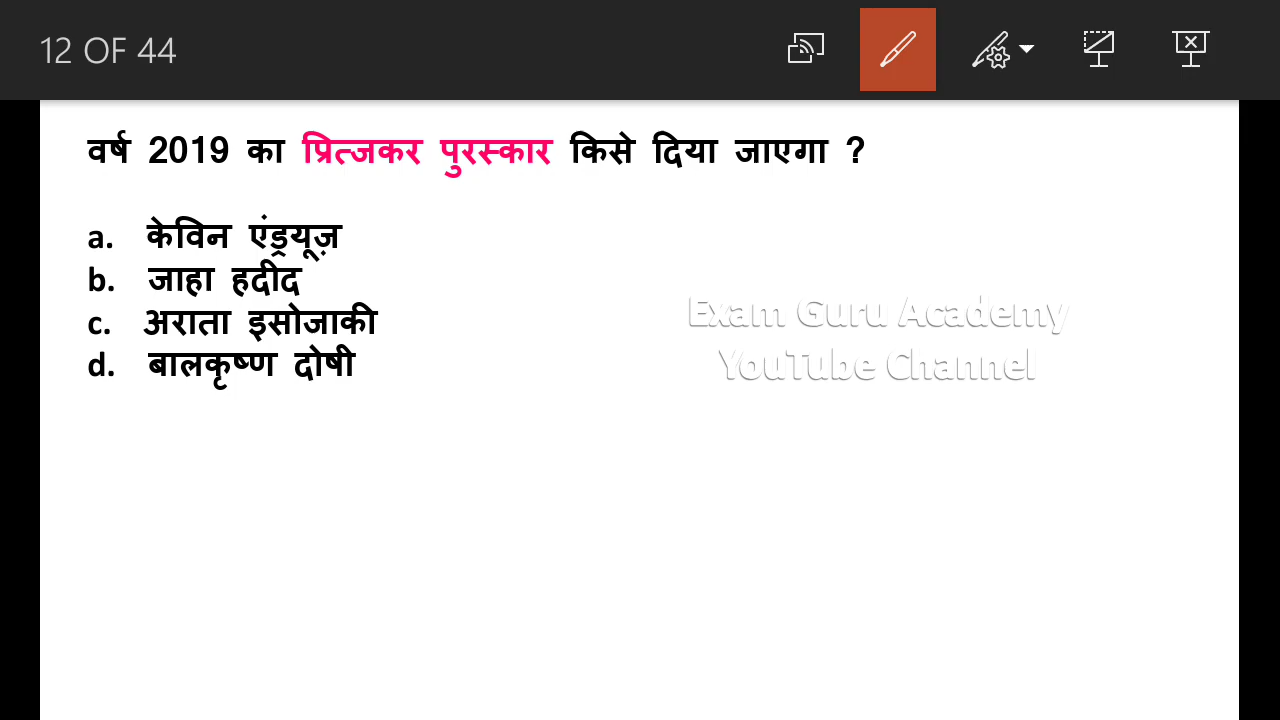 12 OF 44
वर्ष 2019 का प्रित्जकर पुरस्कार किसे दिया जाएगा ?
a. केविन एंड्रयूज़
b. जाहा हदीद
c. अराता इसोजाकी
d. बालकृष्ण दोषी
Exam Guru Academy
YouTube Channel